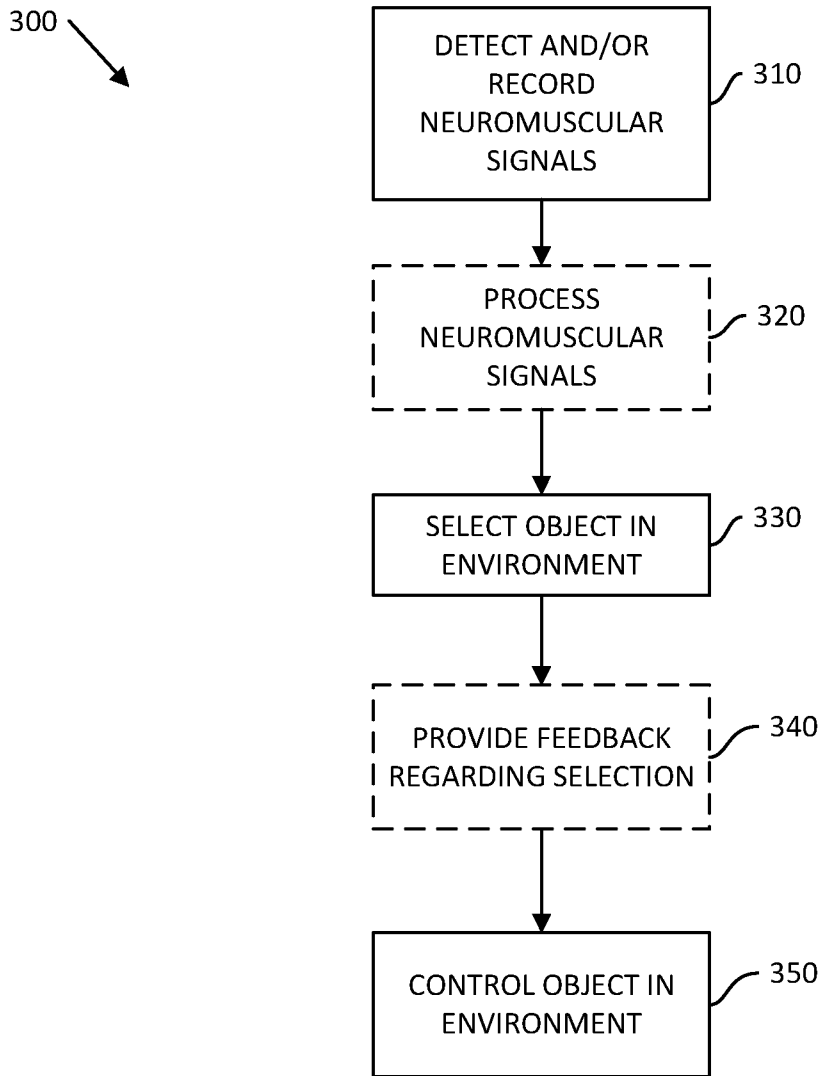 300
DETECT AND/OR
RECORD
NEUROMUSCULAR
SIGNALS
310
PROCESS
NEUROMUSCULAR
SIGNALS
320
SELECT OBJECT IN
ENVIRONMENT
330
PROVIDE FEEDBACK
REGARDING SELECTION
340
CONTROL OBJECT IN
ENVIRONMENT
350